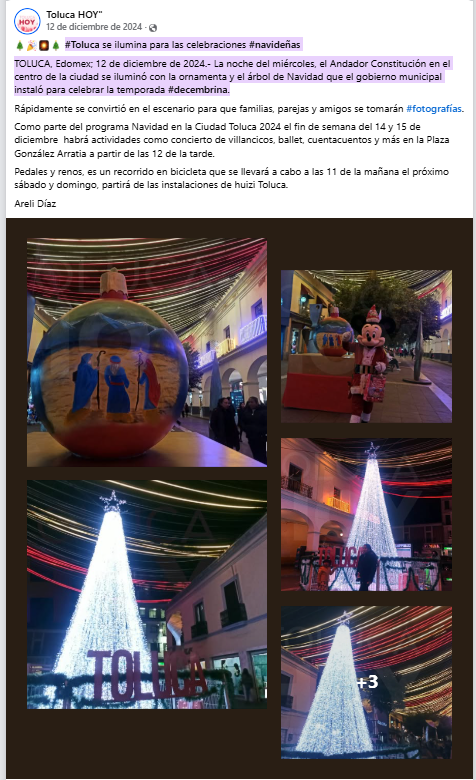 HOY
Toluca
Toluca HOY"
12 de diciembre de 2024 ·
#Toluca se ilumina para las celebraciones #navideñas
TOLUCA, Edomex; 12 de diciembre de 2024.- La noche del miércoles, el Andador Constitución en el
centro de la ciudad se iluminó con la ornamenta y el árbol de Navidad que el gobierno municipal
instaló para celebrar la temporada #decembrina.
Rápidamente se convirtió en el escenario para que familias, parejas y amigos se tomarán #fotografías.
Como parte del programa Navidad en la Ciudad Toluca 2024 el fin de semana del 14 y 15 de
diciembre habrá actividades como concierto de villancicos, ballet, cuentacuentos y más en la Plaza
González Arratia a partir de las 12 de la tarde.
Pedales y renos, es un recorrido en bicicleta que se llevará a cabo a las 11 de la mañana el próximo
sábado y domingo, partirá de las instalaciones de huizi Toluca.
Areli Díaz
TOLUCA
TOLUCA
+3